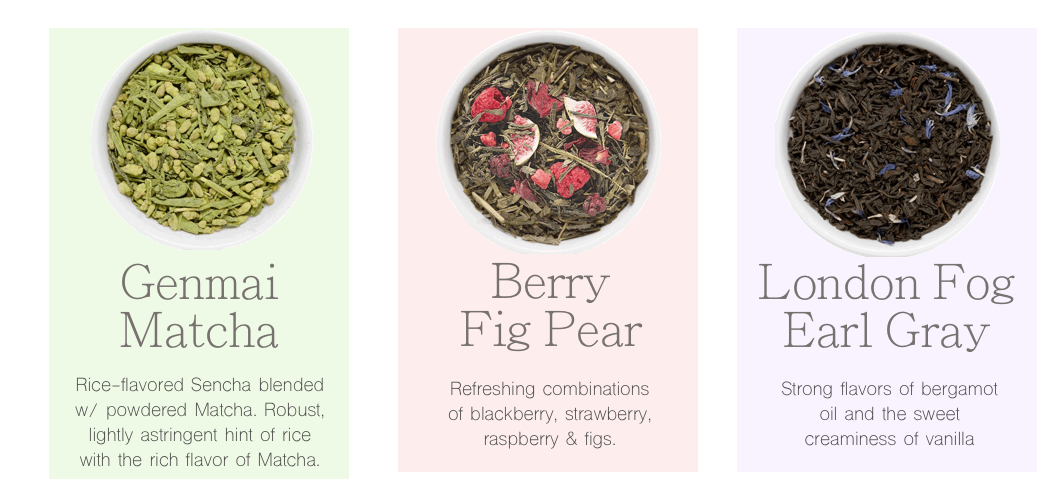 Genmai
Matcha
Rice-flavored Sencha blended
w/ powdered Matcha. Robust,
lightly astringent hint of rice
with the rich flavor of Matcha.
Berry
Fig Pear
Refreshing combinations
of blackberry, strawberry,
raspberry & figs.
London Fog
Earl Gray
Strong flavors of bergamot
oil and the sweet
creaminess of vanilla